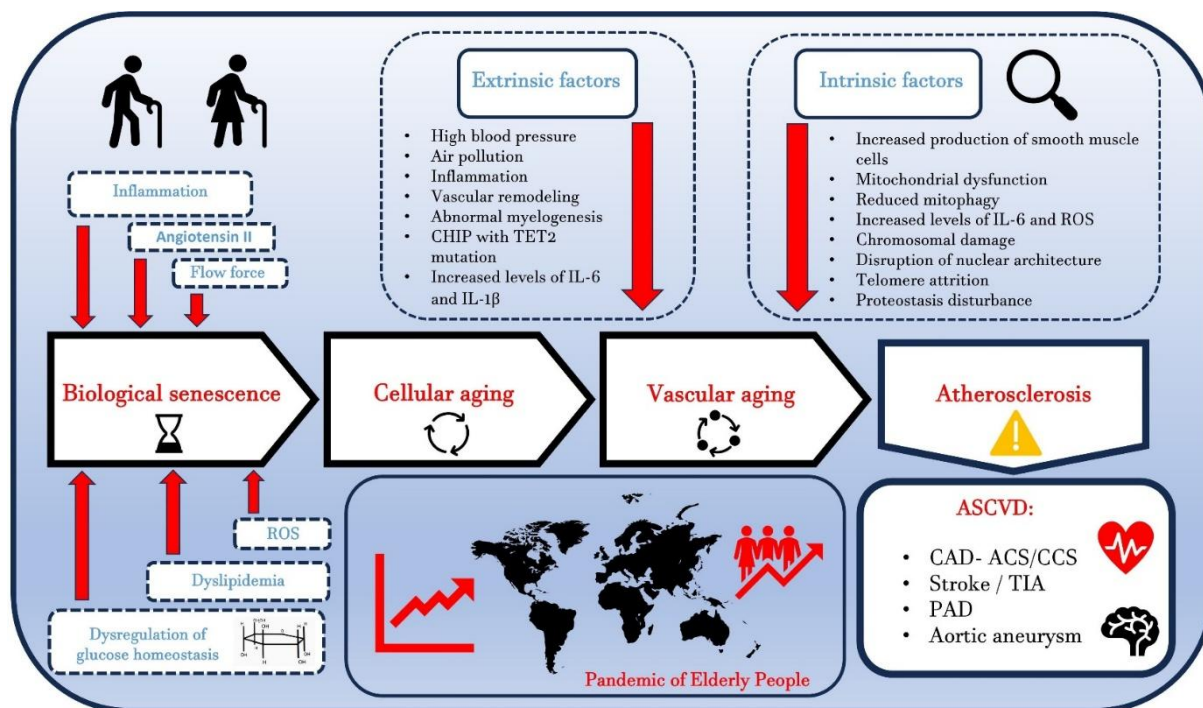 Extrinsic factors
• High blood pressure
• Air pollution
• Inflammation
• Vascular remodeling
• Abnormal myelogenesis
• CHIP with TET2
mutation
• Increased levels of IL-6
and IL-1β
Intrinsic factors
• Increased production of smooth muscle
cells
• Mitochondrial dysfunction
• Reduced mitophagy
• Increased levels of IL-6 and ROS
• Chromosomal damage
• Disruption of nuclear architecture
• Telomere attrition
• Proteostasis disturbance
Inflammation
Angiotensin II
Flow force
Biological senescence
Cellular aging
Vascular aging
Atherosclerosis
ROS
Dyslipidemia
Dysregulation of
glucose homeostasis
Pandemic of Elderly People
ASCVD:
• CAD- ACS/CCS
• Stroke / TIA
• PAD
• Aortic aneurysm